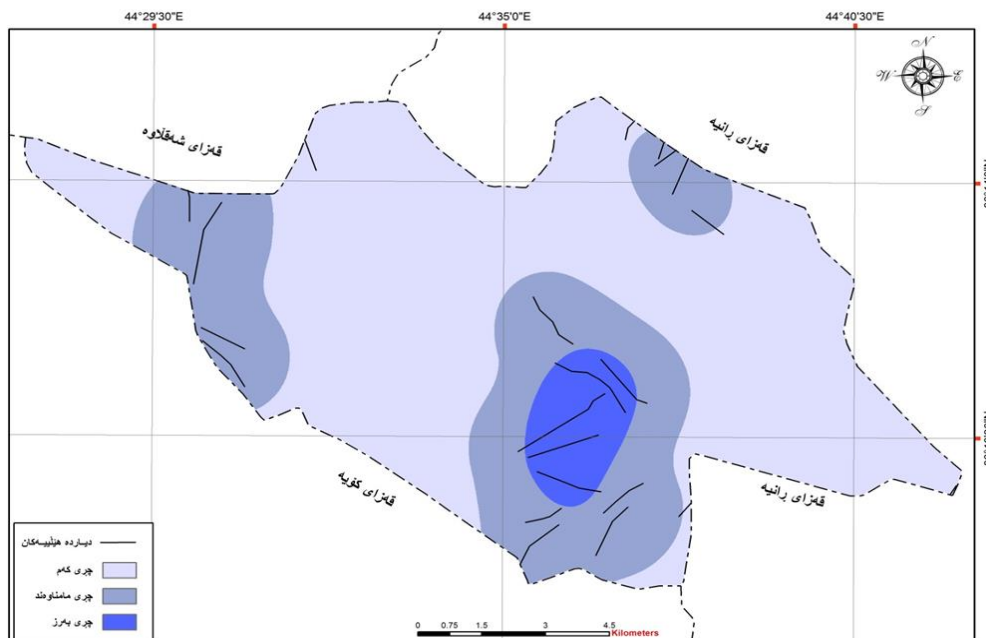 44°29'30"E 44°35'0"E 44°40'30"E
N
W E
S
قەزای شەقڵاوە
قەزای ڕانیە
قەزای کۆیە
قەزای ڕانیە
دیاردە هێڵییەکان
چڕی کەم
چڕی مامناوەند
چڕی بەرز
0 0.75 1.5 3 4.5
Kilometers